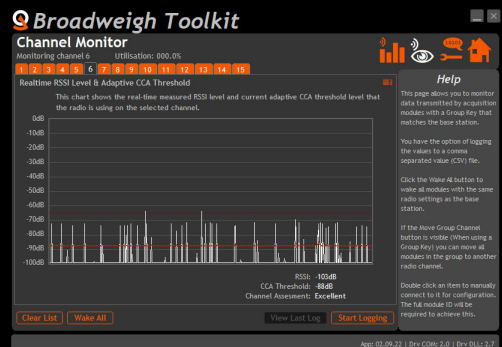 Broadweigh Toolkit
Channel Monitor
Monitoring channel 6 Utilisation: 000.0%
1 2 3 4 5 6 7 8 9 10 11 12 13 14 15
Realtime RSSI Level & Adaptive CCA Threshold
This chart shows the real-time measured RSSI level and current adaptive CCA threshold level that
the radio is using on the selected channel.
0dB
-10dB
-20dB
-30dB
-40dB
-50dB
-60dB
-70dB
-80dB
-90dB
-100dB
RSSI: -103dB
CCA Threshold: -88dB
Channel Assesment: Excellent
Clear List Wake All View Last Log Start Logging
Help
This page allows you to monitor
data transmitted by acquisition
modules with a Group Key that
matches the base station.
You have the option of logging
the values to a comma
separated value (CSV) file.
Click the Wake All button to
wake all modules with the same
radio settings as the base
station.
If the Move Group Channel
button is visible (When using a
Group Key) you can move all
modules in the group to another
radio channel.
Double click an item to manually
connect to it for configuration.
The full module ID will be
required to achieve this.
App: 02.09.22 | Drv COM: 2.0 | Drv DLL: 2.7